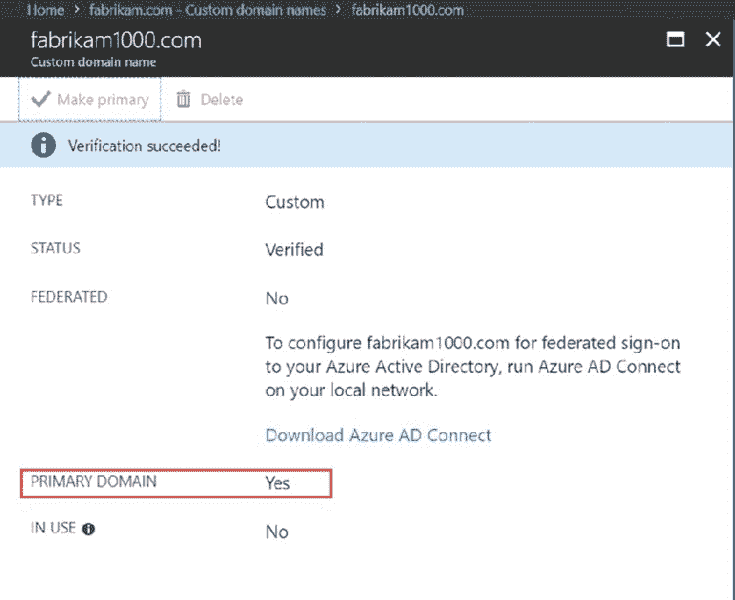 Home > fabrikam.com - Custom domain names > fabrikam1000.com
fabrikam1000.com
Custom domain name
Make primary Delete
Verification succeeded!
TYPE Custom
STATUS Verified
FEDERATED No
To configure fabrikam1000.com for federated sign-on
to your Azure Active Directory, run Azure AD Connect
on your local network.
Download Azure AD Connect
PRIMARY DOMAIN Yes
IN USE No